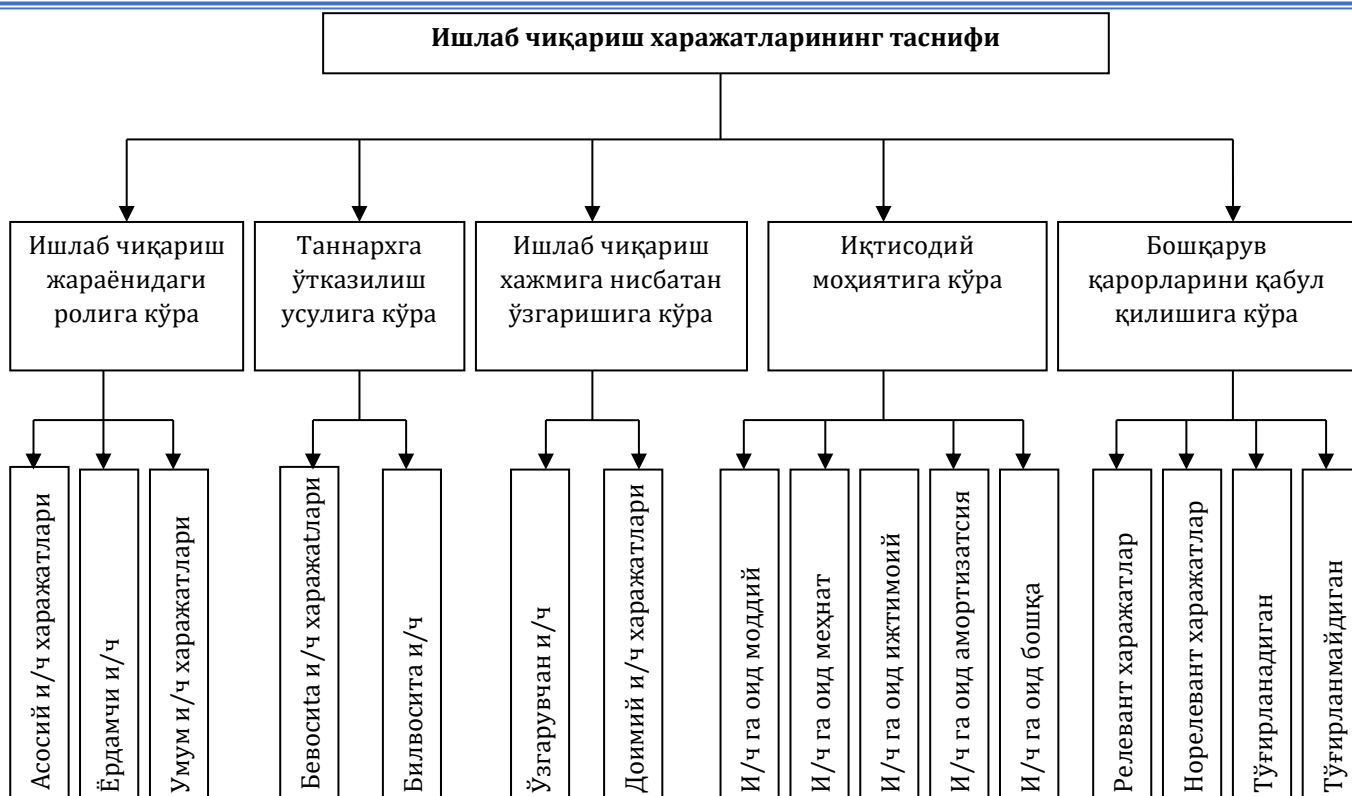 Ишлаб чиқариш харажатларининг таснифи
Ишлаб чиқариш
жараёнидаги
ролига кўра
Таннархга
ўтказилиш
усулига кўра
Ишлаб чиқариш
хажмига нисбатан
ўзгаришига кўра
Иқтисодий
моҳиятига кўра
Бошқарув
қарорларини қабул
қилишига кўра
Асосий и/ч харажатлари
Ёрдамчи и/ч
Умум и/ч харажатлари
Бевосита и/ч харажатлари
Билвосита и/ч
Ўзгарувчан и/ч
Доимий и/ч харажатлари
И/ч га оид моддий
И/ч га оид меҳнат
И/ч га оид ижтимоий
И/ч га оид амортизатсия
И/ч га оид бошқа
Релевант харажатлар
Норелевант харажатлар
Тўғирланадиган
Тўғирланмайдиган